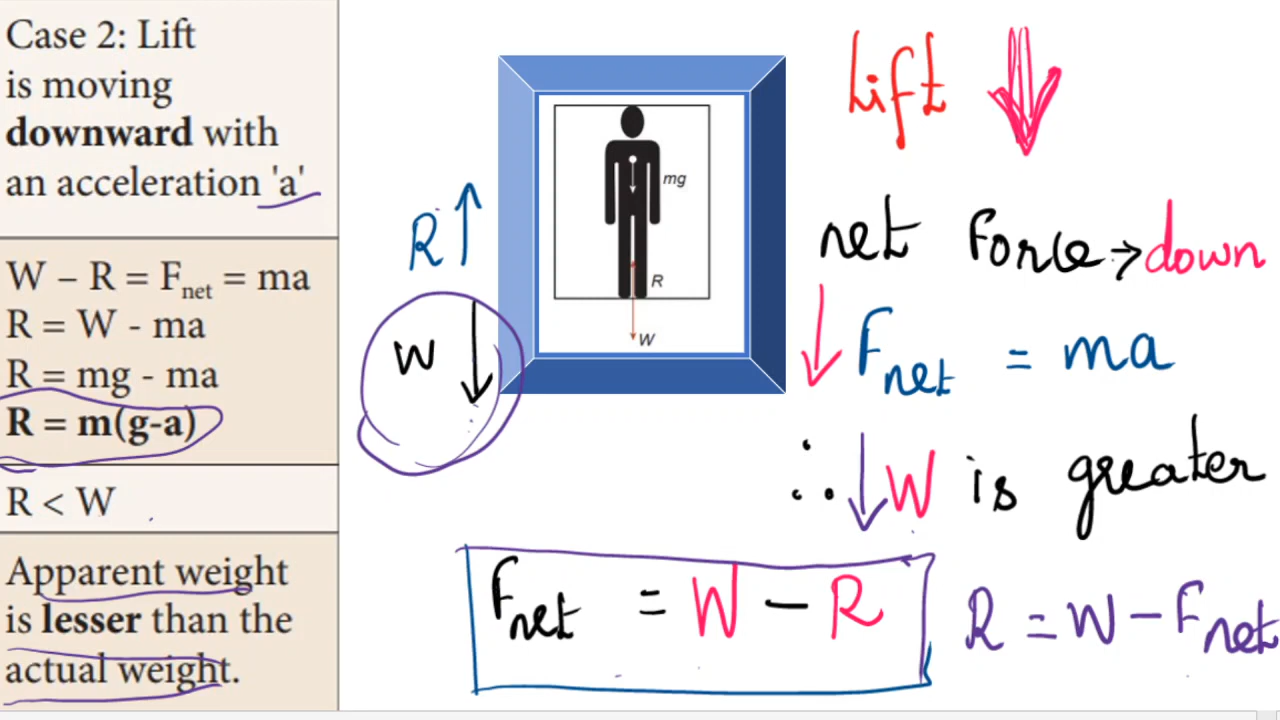 Case 2: Lift
is moving
downward with
an acceleration 'a'
W – R = Fnet = ma
R = W - ma
R = mg - ma
R = m(g-a)
R < W
Apparent weight
is lesser than the
actual weight.
R
W
mg
R
W
Lift
net force → down
Fnet = ma
∴ W is greater
Fnet = W – R
R = W – Fnet